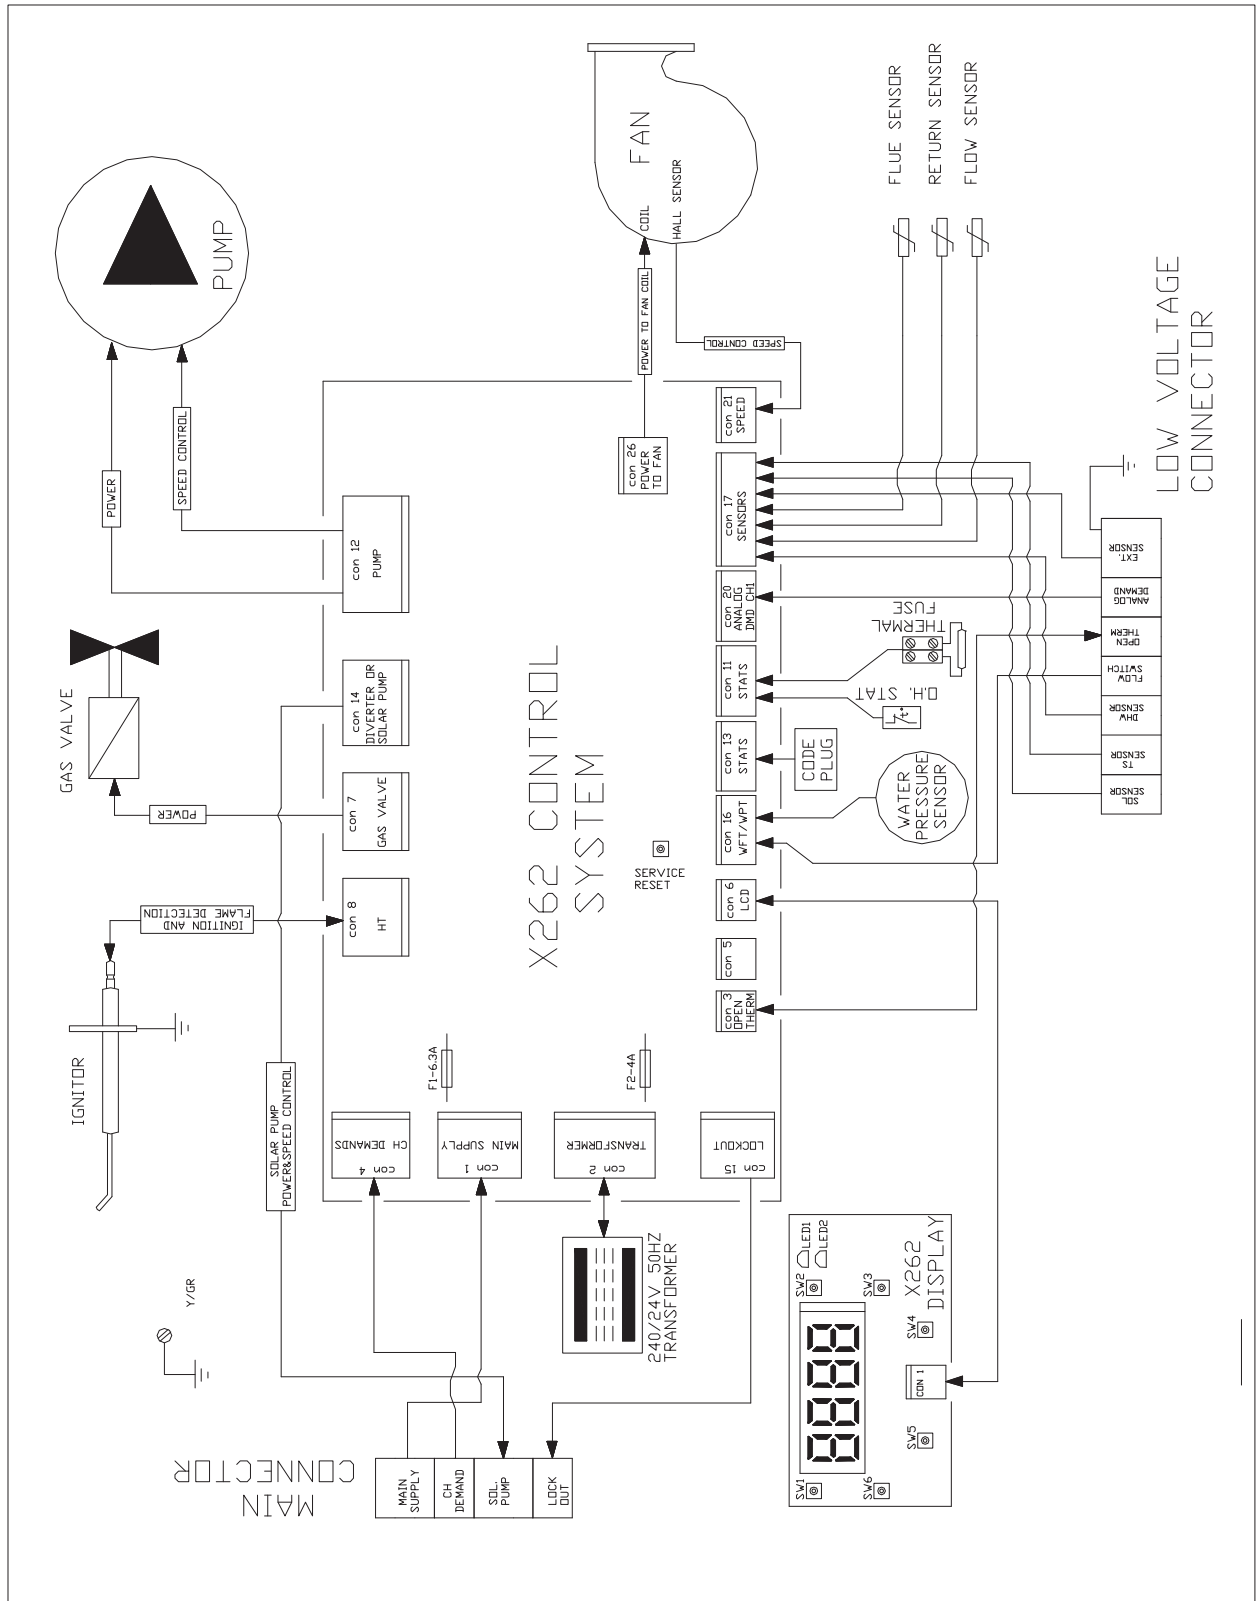 PUMP
POWER
SPEED CONTROL
con 12
PUMP
GAS VALVE
POWER
con 14
DIVERTER OR
SOLAR PUMP
con 7
GAS VALVE
IGNITOR
IGNITION AND
FLAME DETECTION
con 8
HT
SOLAR PUMP
POWER&SPEED CONTROL
Y/GR
FAN
COIL
HALL SENSOR
POWER TO FAN COIL
SPEED CONTROL
con 26
POWER
TO FAN
X262 CONTROL
SYSTEM
SERVICE
RESET
F1-6.3A
F2-4A
con 21
SPEED
con 17
SENSORS
con 20
ANALOG
DMD CH1
con 11
STATS
con 13
STATS
con 16
WFT/WPT
con 6
LCD
con 5
con 3
OPEN
THERM
FLUE SENSOR
RETURN SENSOR
FLOW SENSOR
THERMAL
FUSE
O.H. STAT
t°
CODE
PLUG
WATER
PRESSURE
SENSOR
LOW VOLTAGE
CONNECTOR
EXT.
SENSOR
ANALOG
DEMAND
OPEN
THERM
FLOW
SWITCH
DHW
SENSOR
TS
SENSOR
SOL
SENSOR
con 4
CH DEMANDS
con 1
MAIN SUPPLY
con 2
TRANSFORMER
con 15
LOCKOUT
240/24V 50HZ
TRANSFORMER
MAIN
CONNECTOR
MAIN
SUPPLY
CH
DEMAND
SOL.
PUMP
LOCK
OUT
X262
DISPLAY
LED1
LED2
SW2
SW3
SW4
CON 1
SW5
SW1
SW6
8888